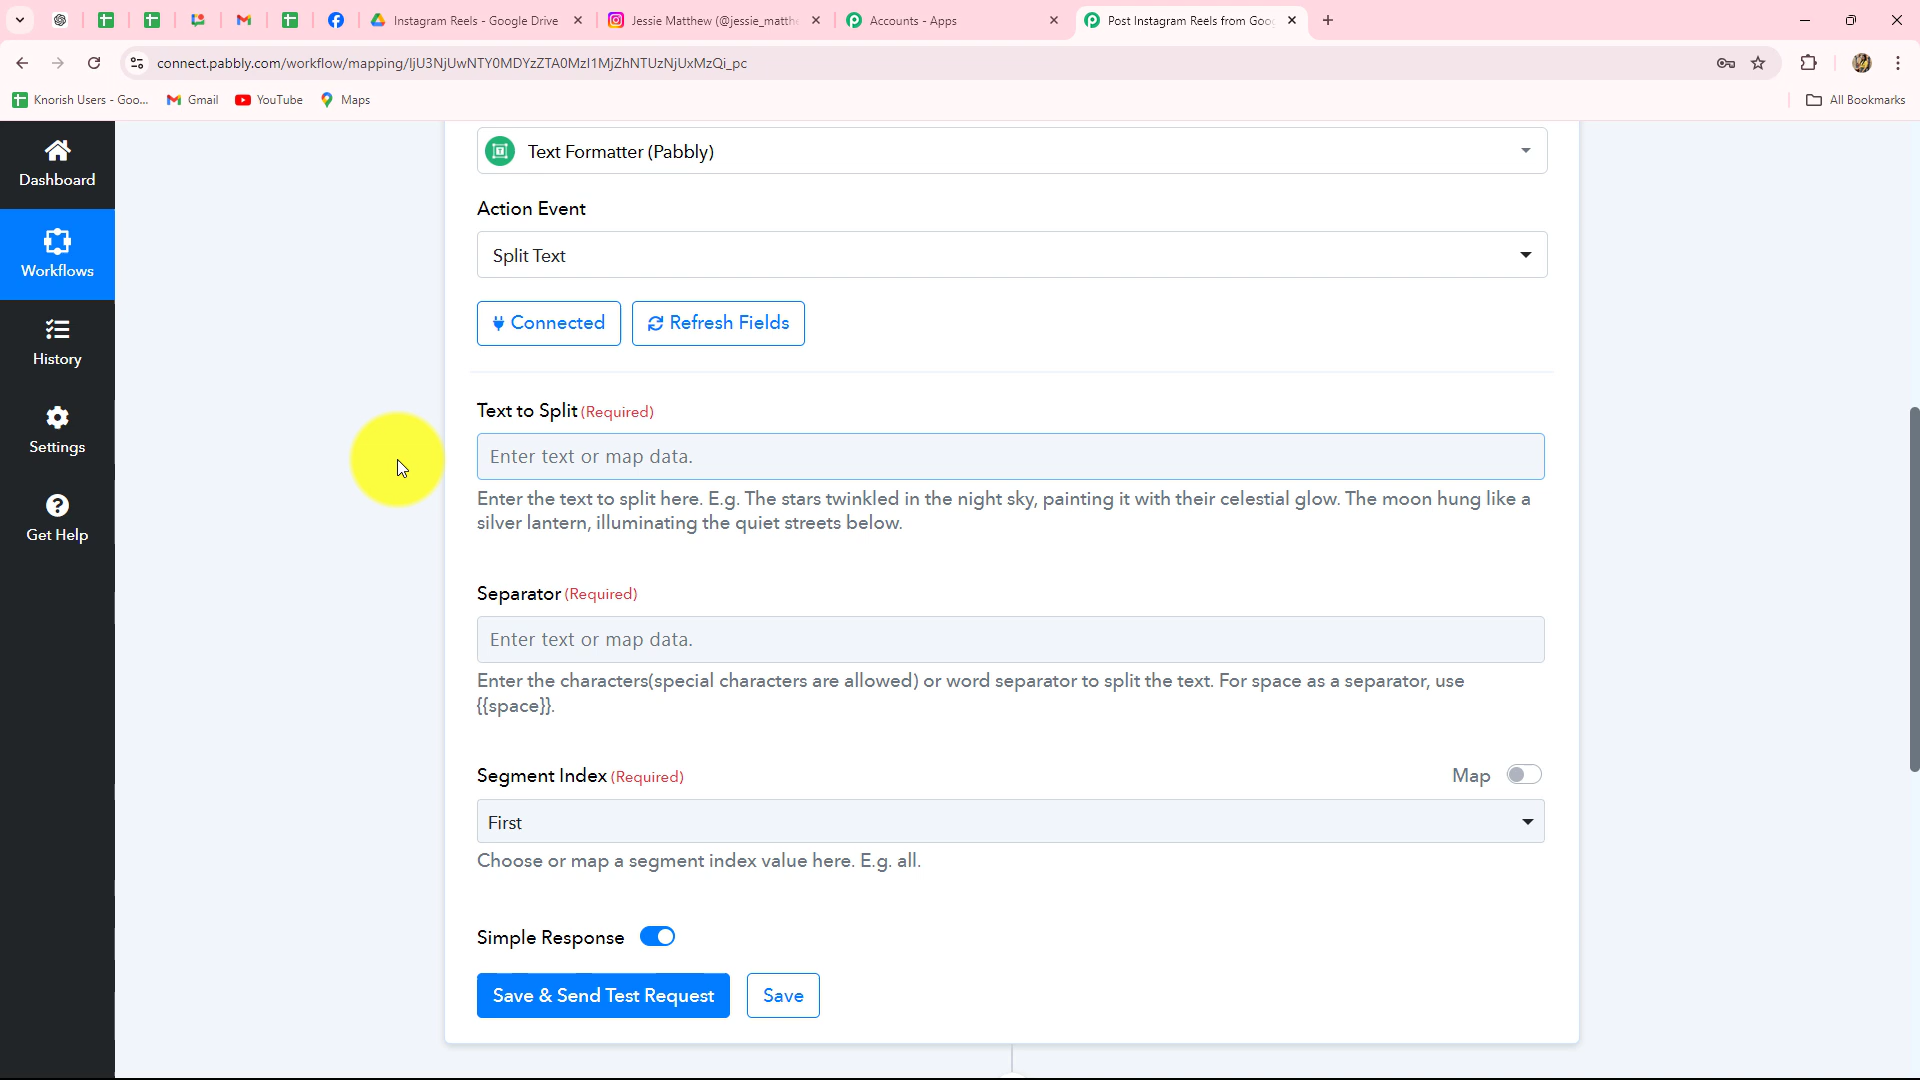 Instagram Reels - Google Drive
Jessie Matthew (@jessie_matthe
Accounts - Apps
Post Instagram Reels from Goog
connect.pabbly.com/workflow/mapping/IjU3NjUwNTY0MDYzZTA0MzI1MjZhNTUzNjUxMzQi_pc
Knorish Users - Goo...
Gmail
YouTube
Maps
All Bookmarks
Dashboard
Workflows
History
Settings
Get Help
Text Formatter (Pabbly)
Action Event
Split Text
Connected
Refresh Fields
Text to Split (Required)
Enter text or map data.
Enter the text to split here. E.g. The stars twinkled in the night sky, painting it with their celestial glow. The moon hung like a
silver lantern, illuminating the quiet streets below.
Separator (Required)
Enter text or map data.
Enter the characters(special characters are allowed) or word separator to split the text. For space as a separator, use
{{space}}.
Segment Index (Required)
Map
First
Choose or map a segment index value here. E.g. all.
Simple Response
Save & Send Test Request
Save